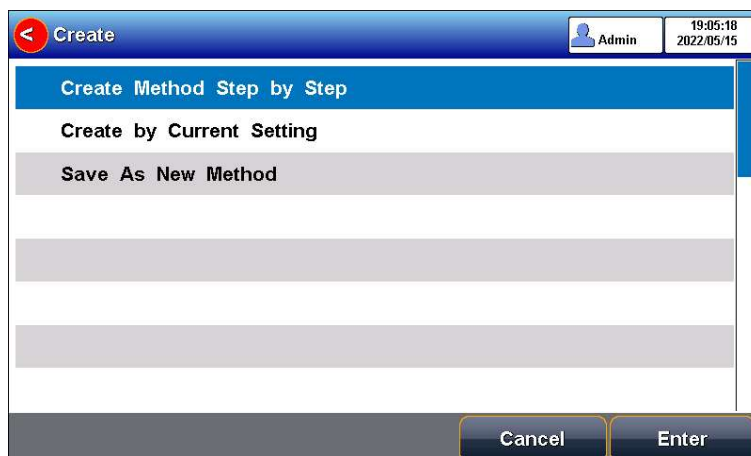 < Create
Admin
19:05:18
2022/05/15
Create Method Step by Step
Create by Current Setting
Save As New Method
Cancel
Enter